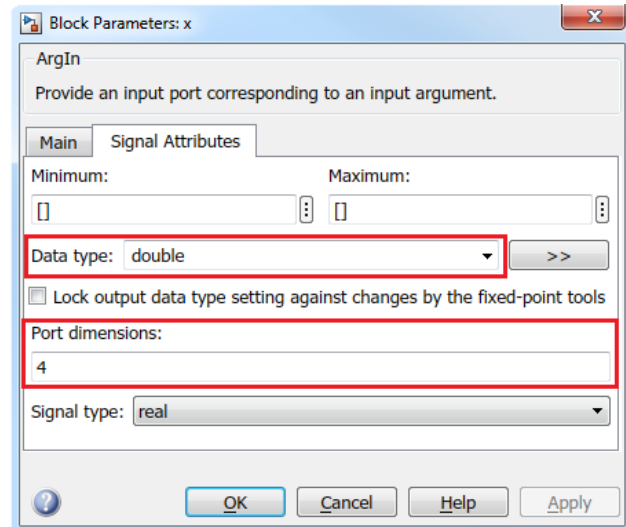 Block Parameters: x
ArgIn
Provide an input port corresponding to an input argument.
Main Signal Attributes
Minimum: Maximum:
[] []
Data type: double >>
Lock output data type setting against changes by the fixed-point tools
Port dimensions:
4
Signal type: real
OK Cancel Help Apply